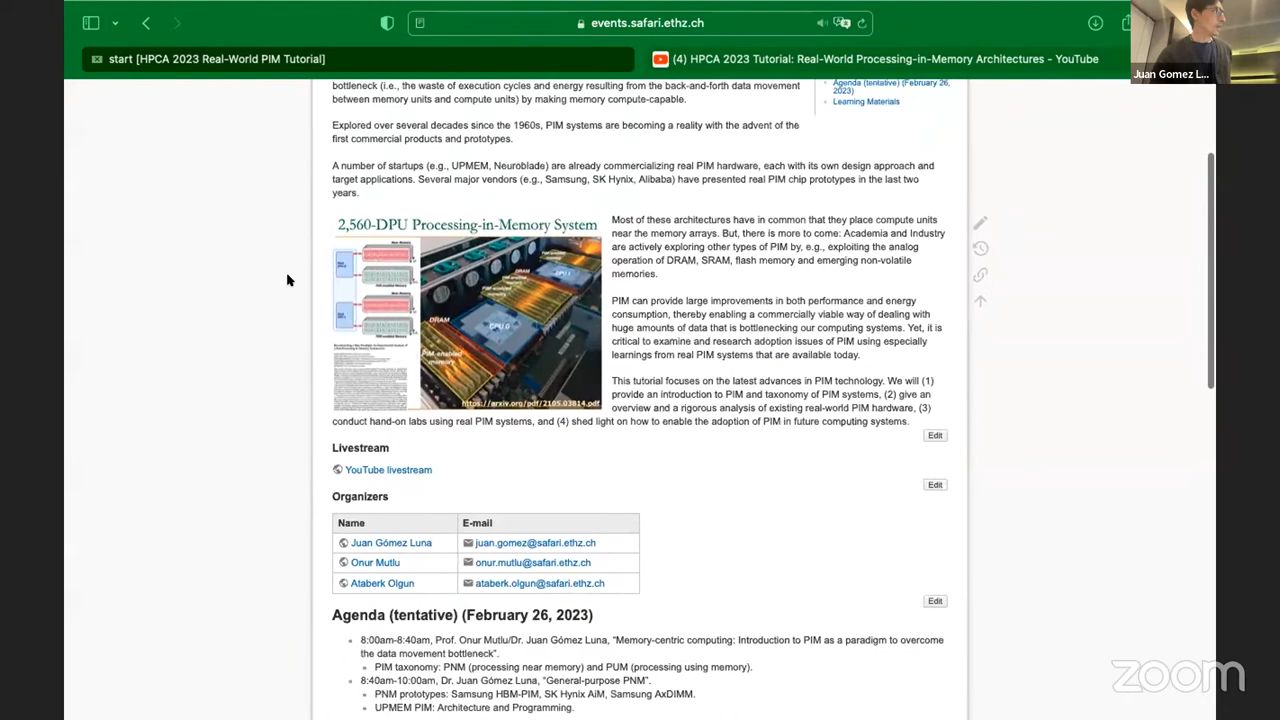 events.safari.ethz.ch
start [HPCA 2023 Real-World PIM Tutorial]
(4) HPCA 2023 Tutorial: Real-World Processing-in-Memory Architectures - YouTube
Juan Gomez L...
bottleneck (i.e., the waste of execution cycles and energy resulting from the back-and-forth data movement
between memory units and compute units) by making memory compute-capable.
Agenda (tentative) (February 26,
2023)
Learning Materials
Explored over several decades since the 1960s, PIM systems are becoming a reality with the advent of the
first commercial products and prototypes.
A number of startups (e.g., UPMEM, Neuroblade) are already commercializing real PIM hardware, each with its own design approach and
target applications. Several major vendors (e.g., Samsung, SK Hynix, Alibaba) have presented real PIM chip prototypes in the last two
years.
2,560-DPU Processing-in-Memory System
DRAM
CPU 1
DRAM
CPU 0
PIM-enabled
memory
https://arxiv.org/pdf/2105.03814.pdf
Most of these architectures have in common that they place compute units
near the memory arrays. But, there is more to come: Academia and Industry
are actively exploring other types of PIM by, e.g., exploiting the analog
operation of DRAM, SRAM, flash memory and emerging non-volatile
memories.
PIM can provide large improvements in both performance and energy
consumption, thereby enabling a commercially viable way of dealing with
huge amounts of data that is bottlenecking our computing systems. Yet, it is
critical to examine and research adoption issues of PIM using especially
learnings from real PIM systems that are available today.
This tutorial focuses on the latest advances in PIM technology. We will (1)
provide an introduction to PIM and taxonomy of PIM systems, (2) give an
overview and a rigorous analysis of existing real-world PIM hardware, (3)
conduct hand-on labs using real PIM systems, and (4) shed light on how to enable the adoption of PIM in future computing systems.
Edit
Livestream
YouTube livestream
Edit
Organizers
Name E-mail
Juan Gómez Luna juan.gomez@safari.ethz.ch
Onur Mutlu onur.mutlu@safari.ethz.ch
Ataberk Olgun ataberk.olgun@safari.ethz.ch
Edit
Agenda (tentative) (February 26, 2023)
8:00am-8:40am, Prof. Onur Mutlu/Dr. Juan Gómez Luna, "Memory-centric computing: Introduction to PIM as a paradigm to overcome
the data movement bottleneck".
PIM taxonomy: PNM (processing near memory) and PUM (processing using memory).
8:40am-10:00am, Dr. Juan Gómez Luna, "General-purpose PNM".
PNM prototypes: Samsung HBM-PIM, SK Hynix AiM, Samsung AxDIMM.
UPMEM PIM: Architecture and Programming.
zoom